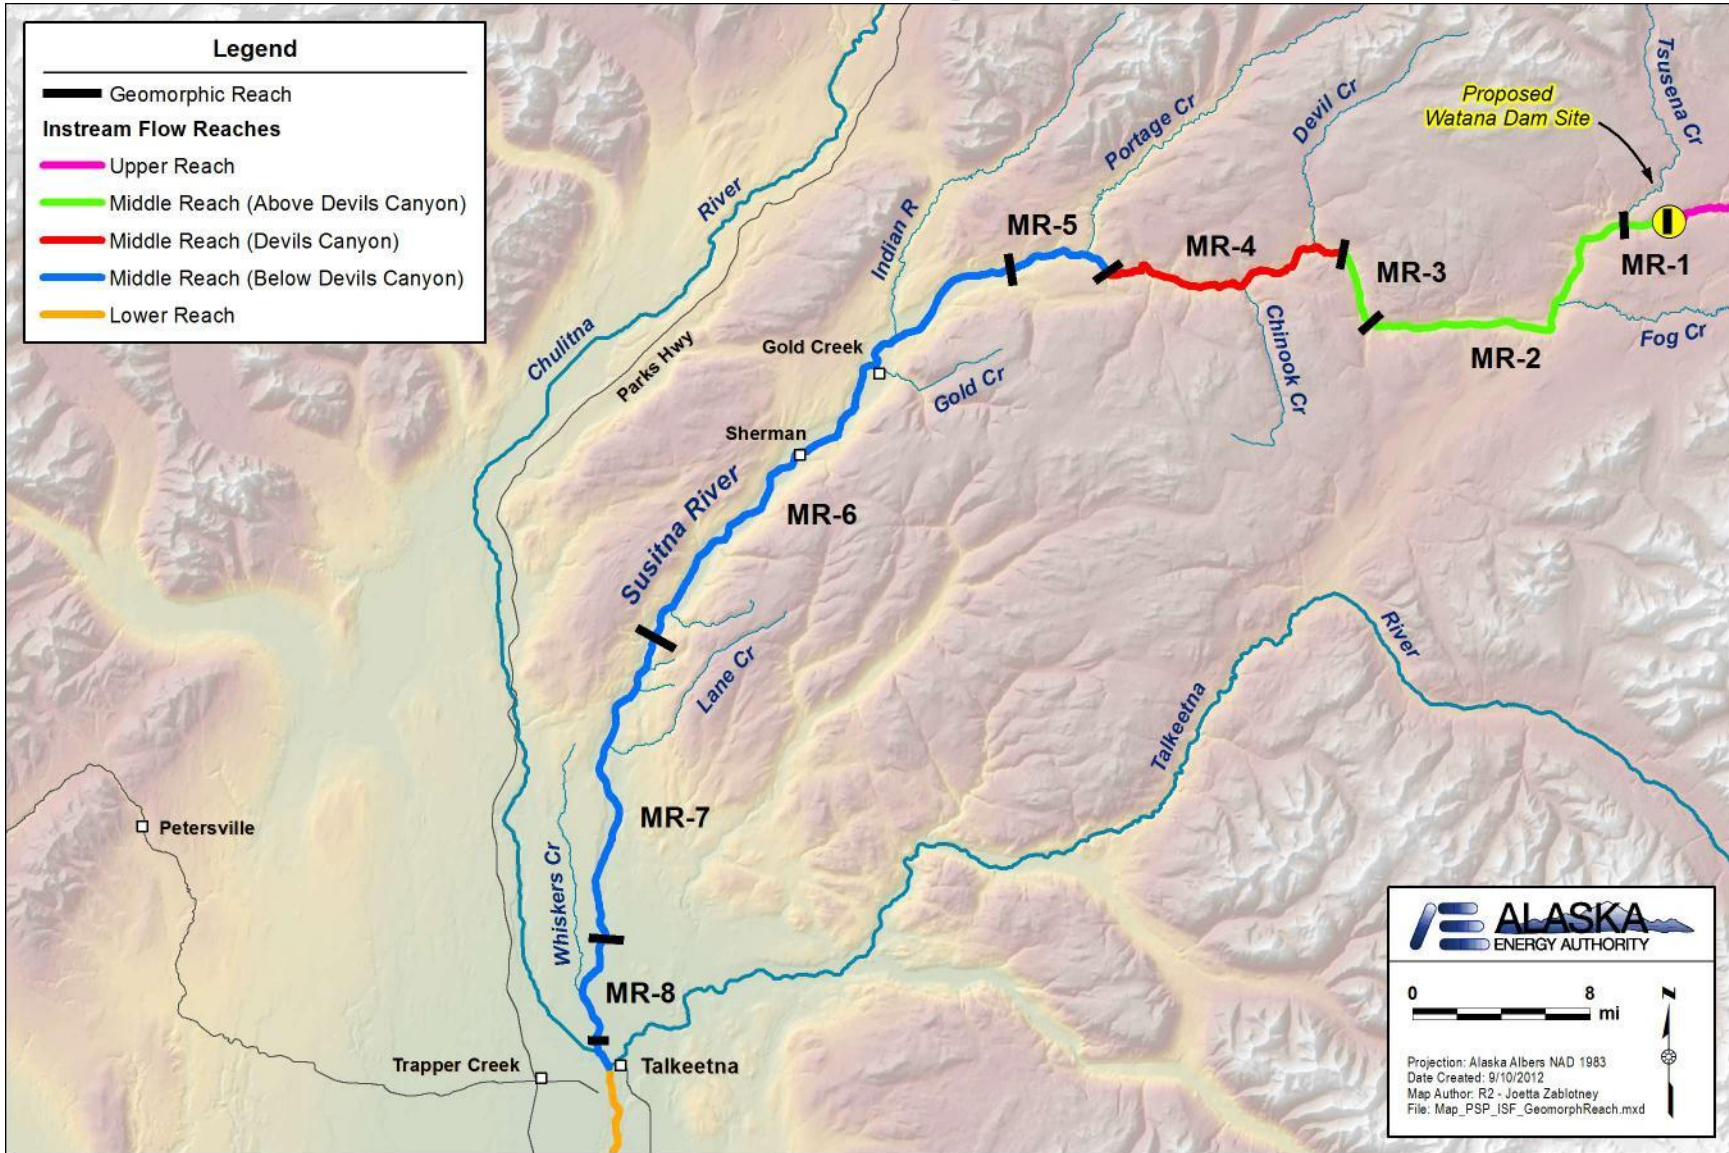 Legend
Geomorphic Reach
Instream Flow Reaches
Upper Reach
Middle Reach (Above Devils Canyon)
Middle Reach (Devils Canyon)
Middle Reach (Below Devils Canyon)
Lower Reach
Tsusena Cr
Proposed
Watana Dam Site
Devil Cr
Portage Cr
River
Indian R
MR-5
MR-4
MR-3
MR-1
Chulitna
Parks Hwy
Gold Creek
Gold Cr
Chinook Cr
MR-2
Fog Cr
Sherman
Susitna River
MR-6
River
Lane Cr
Talkeetna
MR-7
Petersville
Whiskers Cr
MR-8
Trapper Creek
Talkeetna
ALASKA
ENERGY AUTHORITY
0 8
mi
N
Projection: Alaska Albers NAD 1983
Date Created: 9/10/2012
Map Author: R2 - Joetta Zablotney
File: Map_PSP_ISF_GeomorphReach.mxd